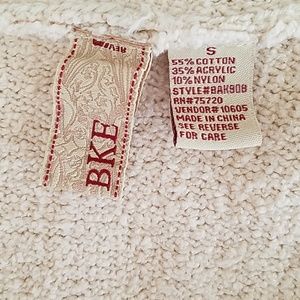 BKE
S
55% COTTON
35% ACRYLIC
10% NYLON
STYLE#BAK908
RN#75720
VENDOR#10605
MADE IN CHINA
SEE REVERSE
FOR CARE